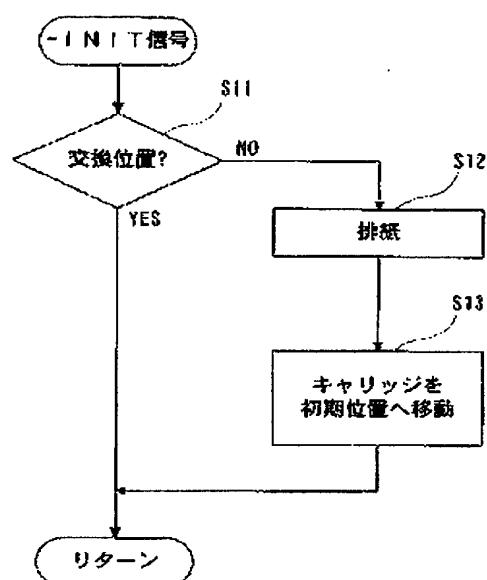 -INIT信号
S11
交換位置?
NO
S12
YES
排紙
S13
キャリッジを
初期位置へ移動
リターン